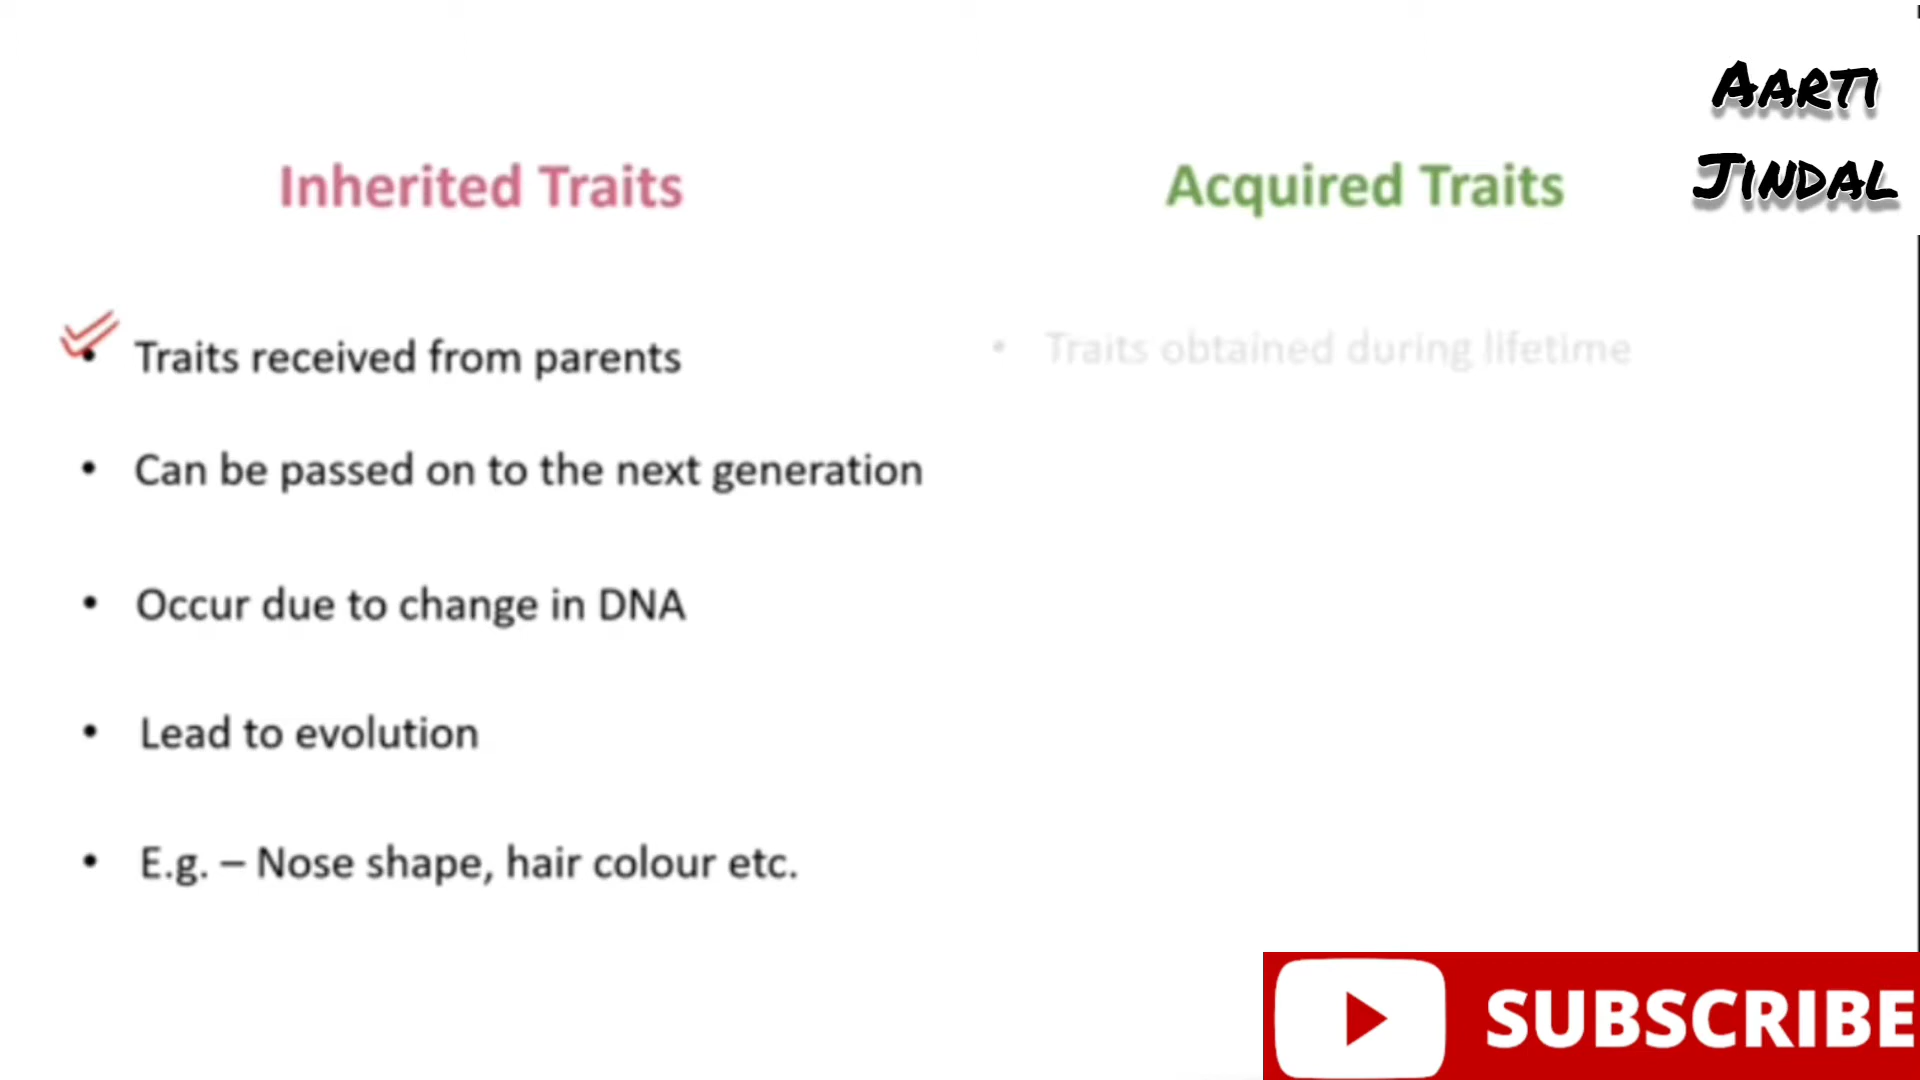 AARTI
JINDAL
Inherited Traits
• Traits received from parents
• Can be passed on to the next generation
• Occur due to change in DNA
• Lead to evolution
• E.g. – Nose shape, hair colour etc.
Acquired Traits
• Traits obtained during lifetime
SUBSCRIBE